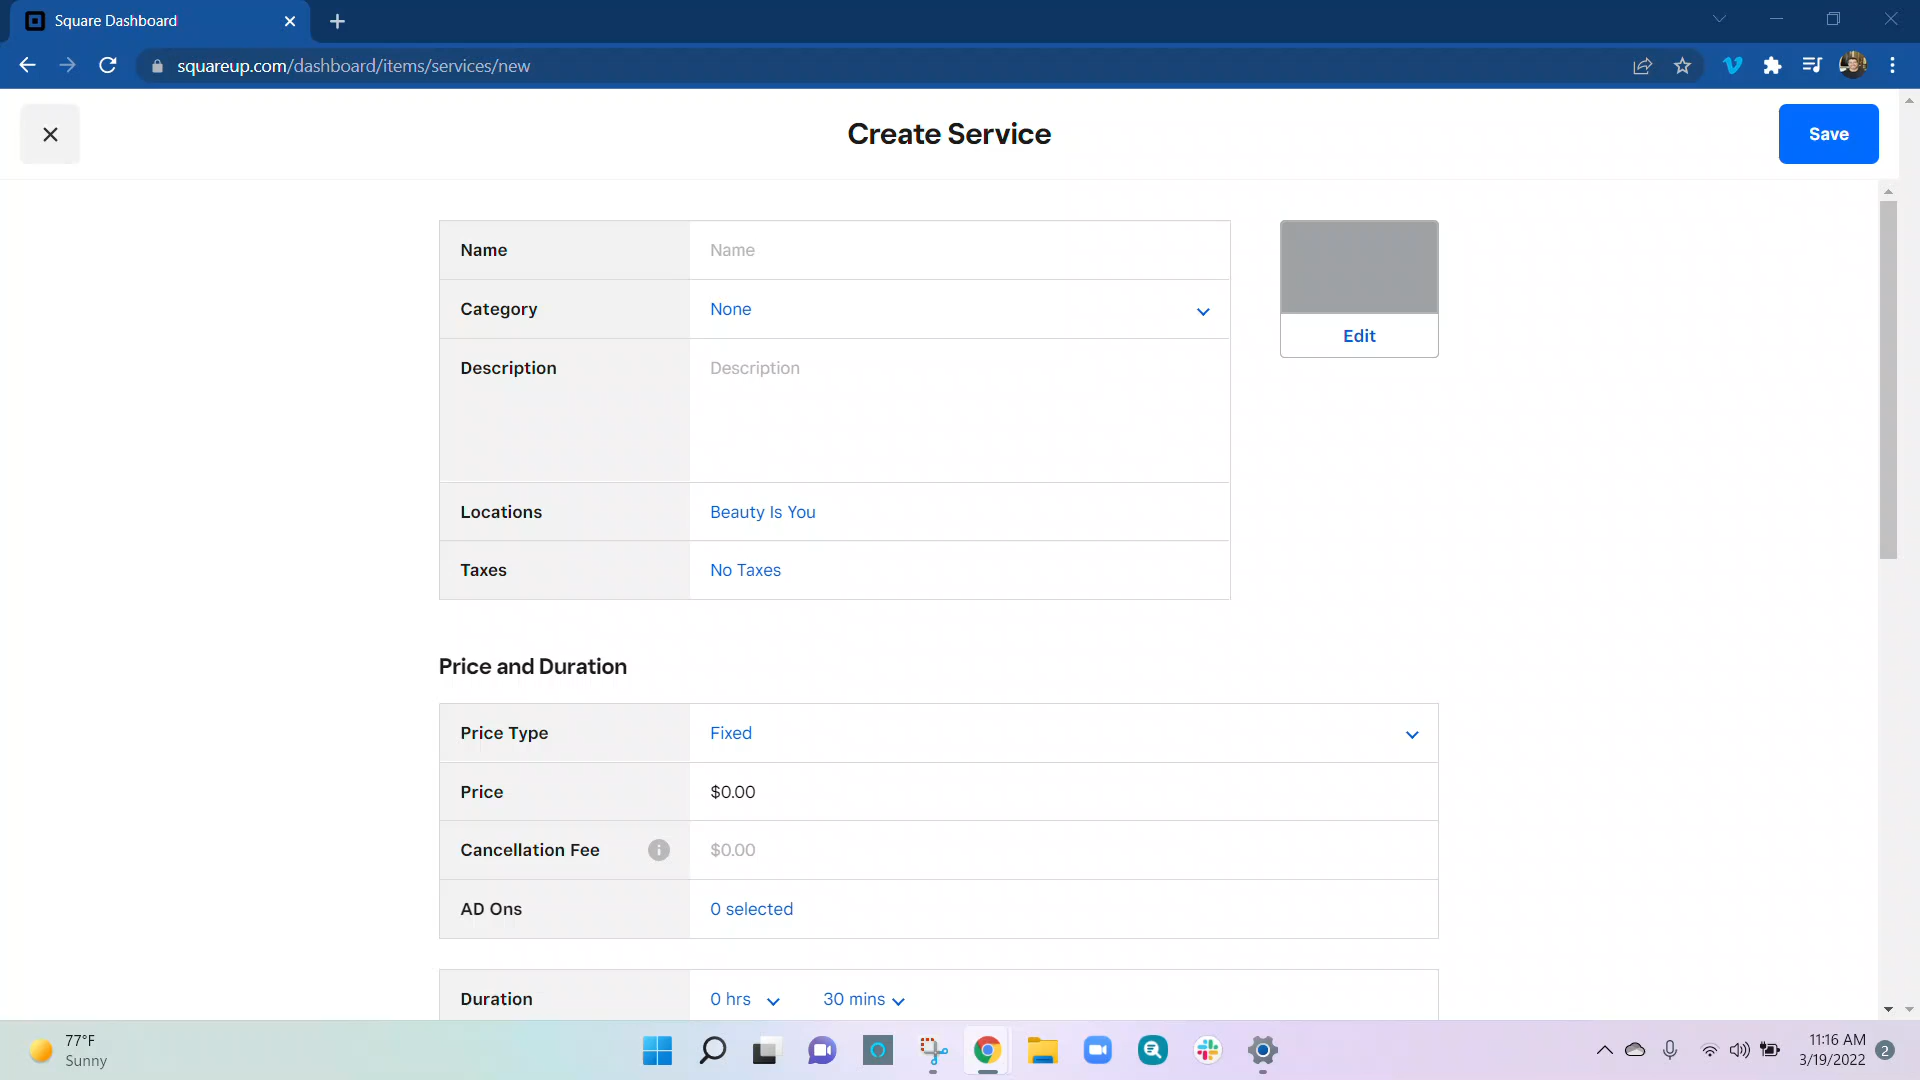 Square Dashboard
squareup.com/dashboard/items/services/new
Create Service
Save
Name
Name
Category
None
Edit
Description
Description
Locations
Beauty Is You
Taxes
No Taxes
Price and Duration
Price Type
Fixed
Price
$0.00
Cancellation Fee
$0.00
AD Ons
0 selected
Duration
0 hrs
30 mins
77°F
Sunny
11:16 AM
3/19/2022
2